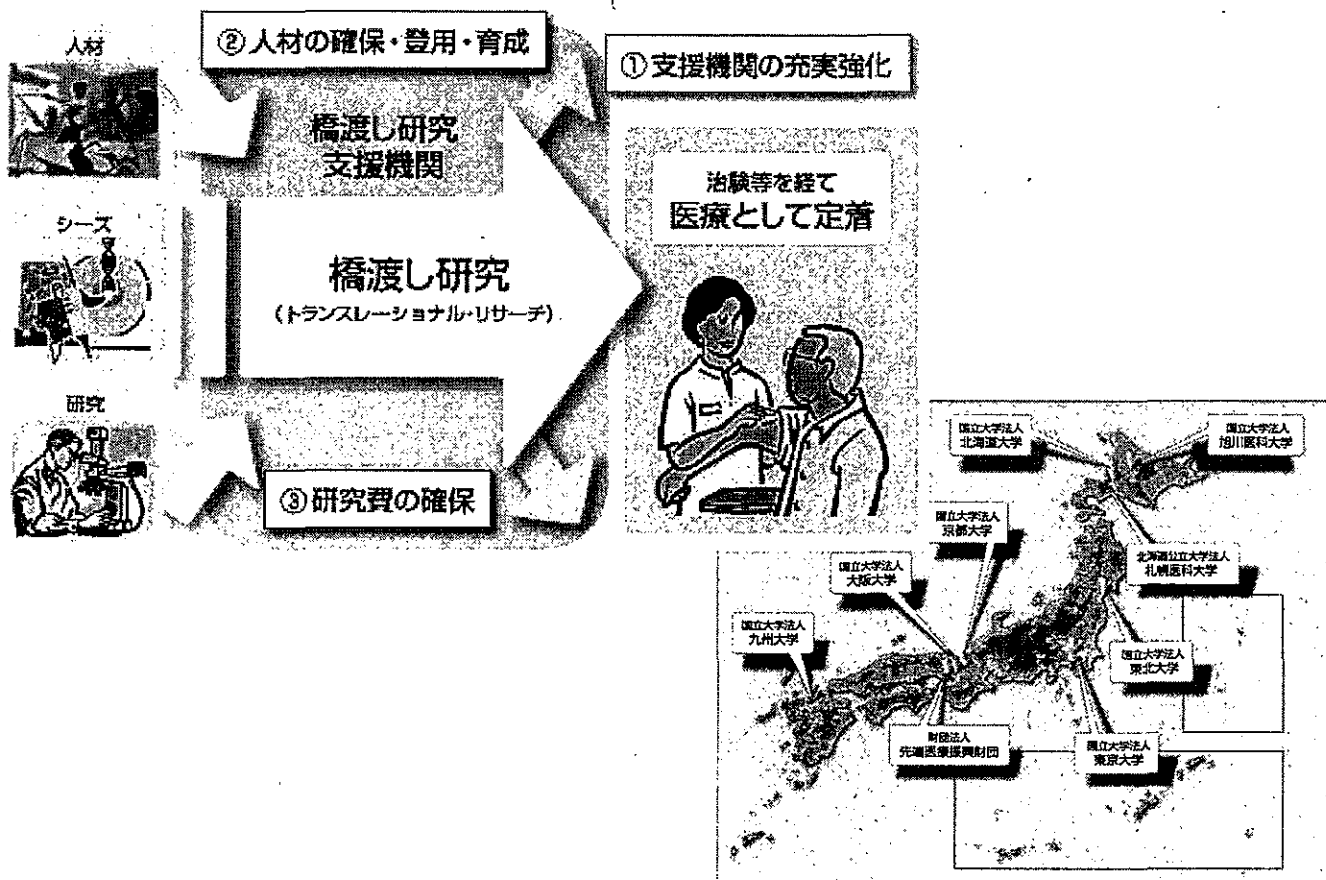 人材
②人材の確保・登用・育成
①支援機関の充実強化
橋渡し研究
支援機関
治験等を経て
医療として定着
シーズ
橋渡し研究
(トランスレーショナル・リサーチ)
研究
③研究費の確保
国立大学法人
北海道大学
国立大学法人
旭川医科大学
国立大学法人
京都大学
北海道公立大学法人
札幌医科大学
国立大学法人
大阪大学
国立大学法人
九州大学
国立大学法人
東北大学
財団法人
先端医療振興財団
国立大学法人
東京大学